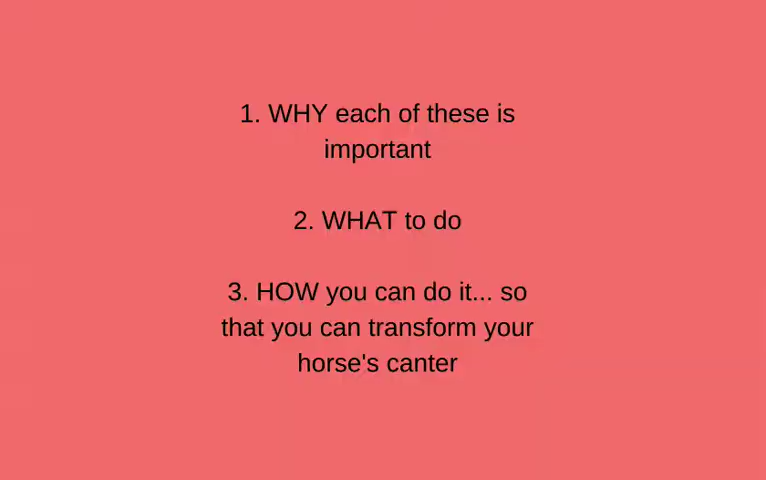 1. WHY each of these is
important
2. WHAT to do
3. HOW you can do it... so
that you can transform your
horse's canter